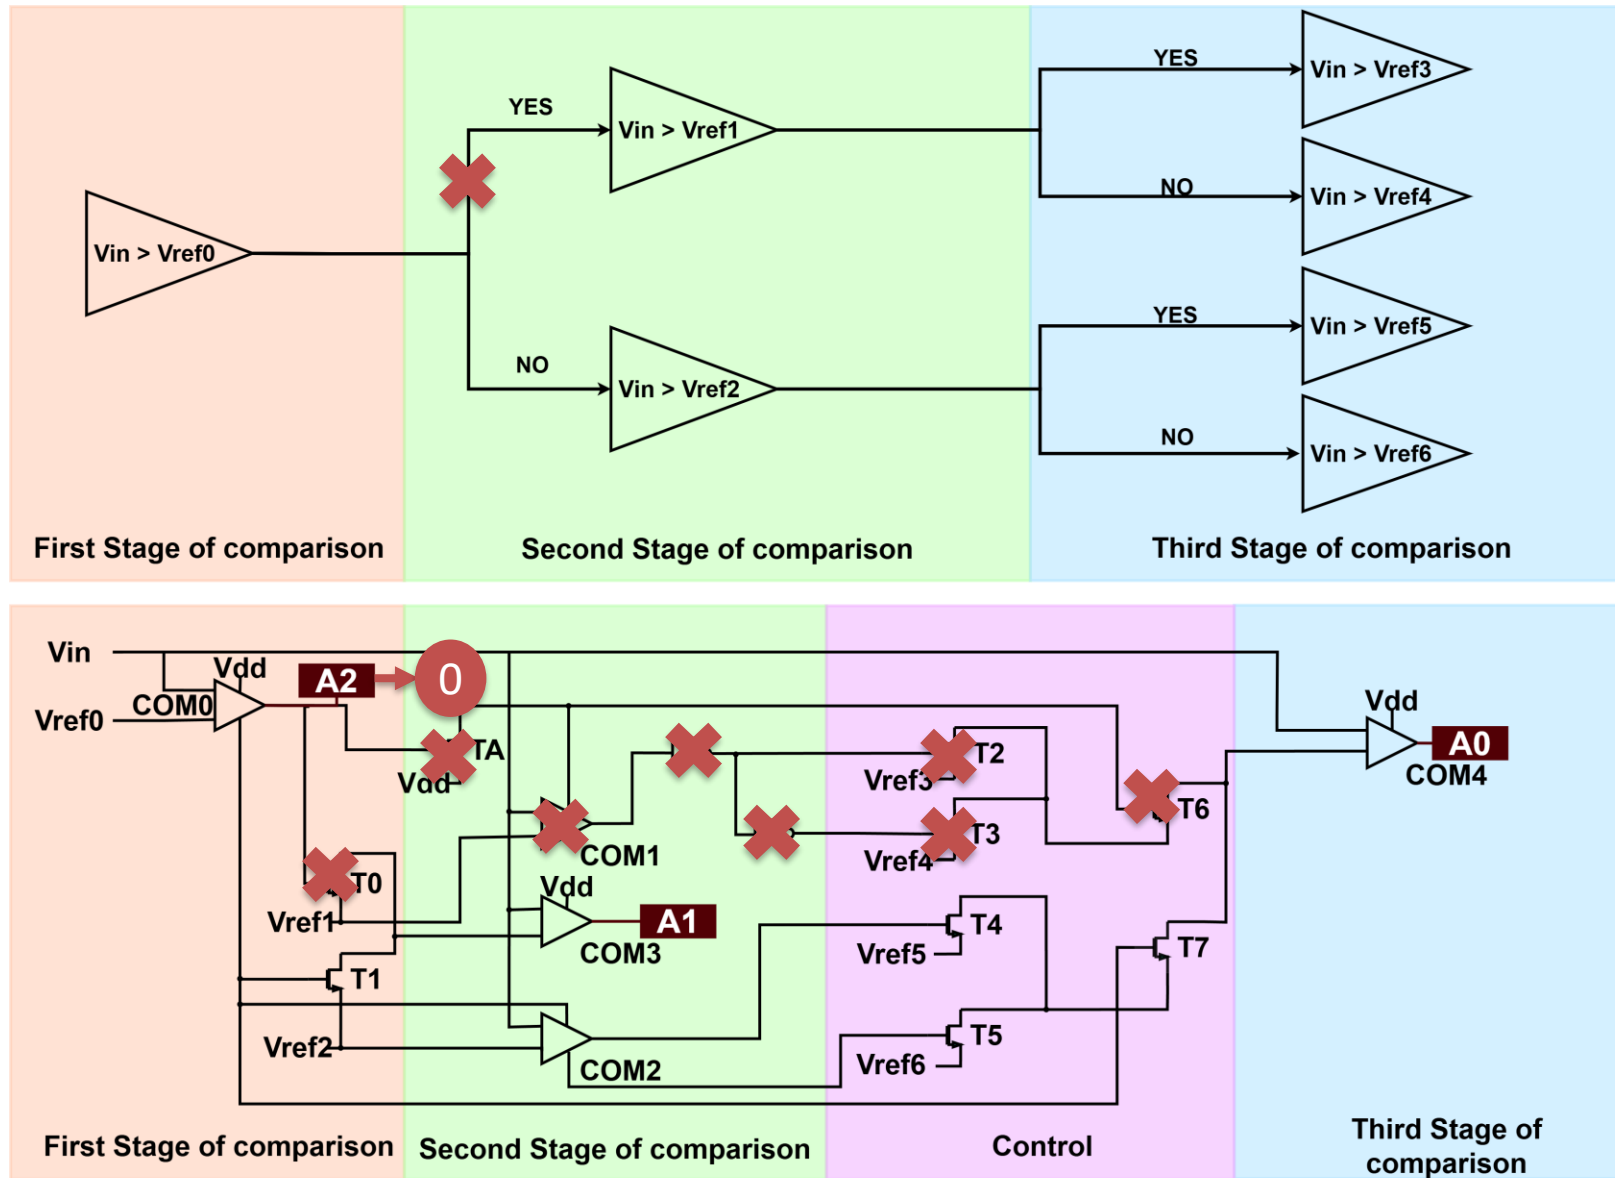 YES
Vin > Vref3
YES
Vin > Vref1
NO
Vin > Vref4
Vin > Vref0
YES
Vin > Vref5
NO
Vin > Vref2
NO
Vin > Vref6
First Stage of comparison
Second Stage of comparison
Third Stage of comparison
Vin
Vdd
A2
0
COM0
Vref0
TA
Vdd
T2
Vref3
Vdd
A0
COM4
T6
COM1
T3
Vref4
T0
Vref1
Vdd
A1
COM3
T4
Vref5
T7
T1
Vref2
COM2
T5
Vref6
First Stage of comparison
Second Stage of comparison
Control
Third Stage of
comparison